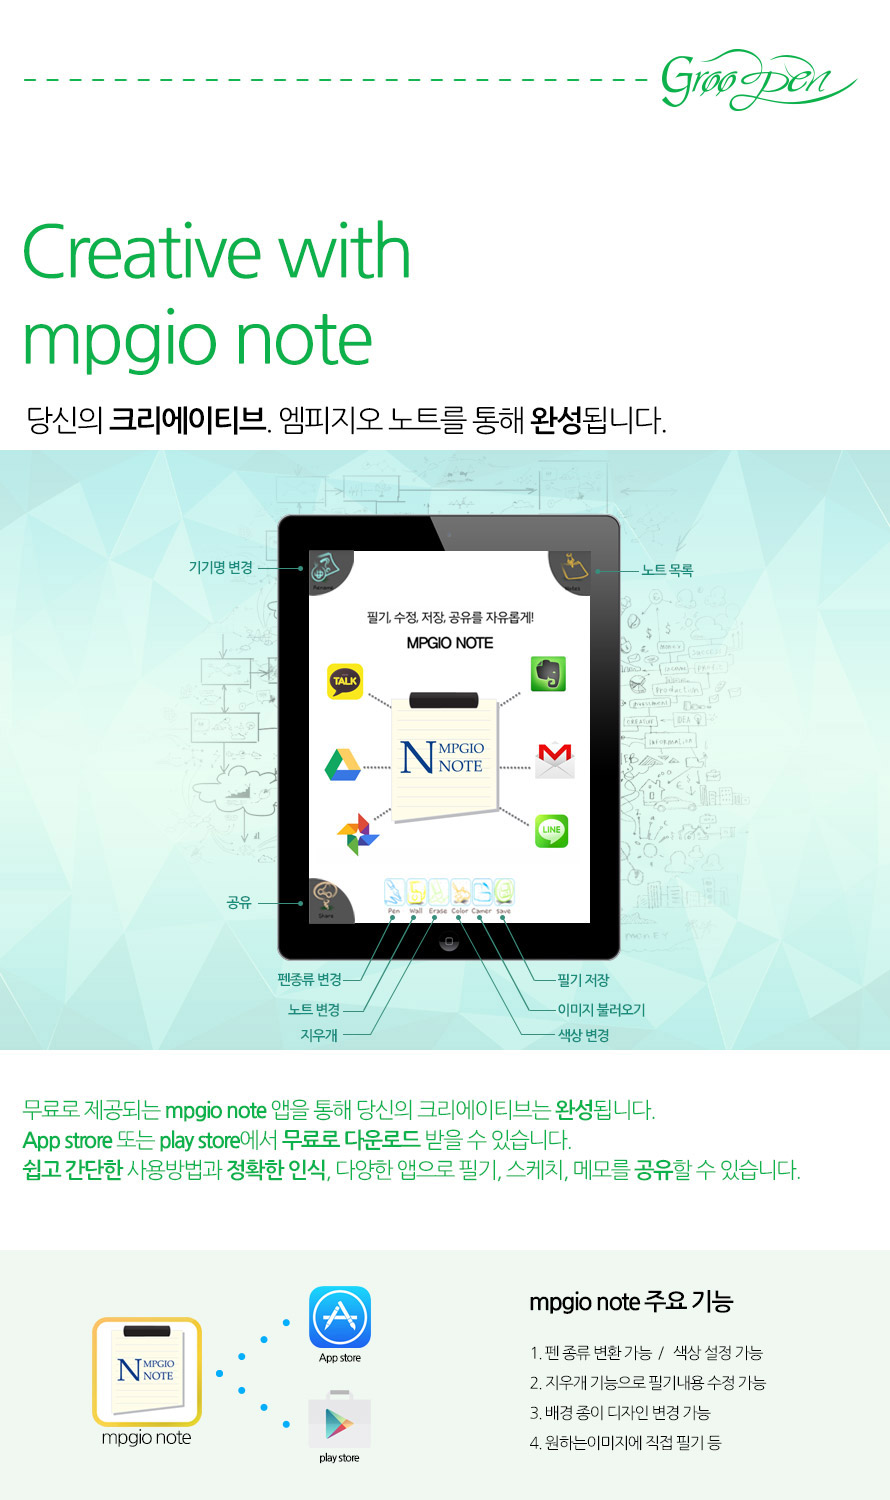 Groo pen
Creative with
mpgio note
당신의 크리에이티브. 엠피지오 노트를 통해 완성됩니다.
기기명 변경
노트 목록
필기, 수정, 저장, 공유를 자유롭게!
MPGIO NOTE
TALK
N MPGIO
NOTE
LINE
공유
Share
Pen Wall Erase Color Camer save
펜종류 변경
필기 저장
노트 변경
이미지 불러오기
지우개
색상 변경
무료로 제공되는 mpgio note 앱을 통해 당신의 크리에이티브는 완성됩니다.
App strore 또는 play store에서 무료로 다운로드 받을 수 있습니다.
쉽고 간단한 사용방법과 정확한 인식, 다양한 앱으로 필기, 스케치, 메모를 공유할 수 있습니다.
N MPGIO
NOTE
mpgio note
App store
play store
mpgio note 주요 기능
1. 펜 종류 변환 가능 / 색상 설정 가능
2. 지우개 기능으로 필기내용 수정 가능
3. 배경 종이 디자인 변경 가능
4. 원하는이미지에 직접 필기 등